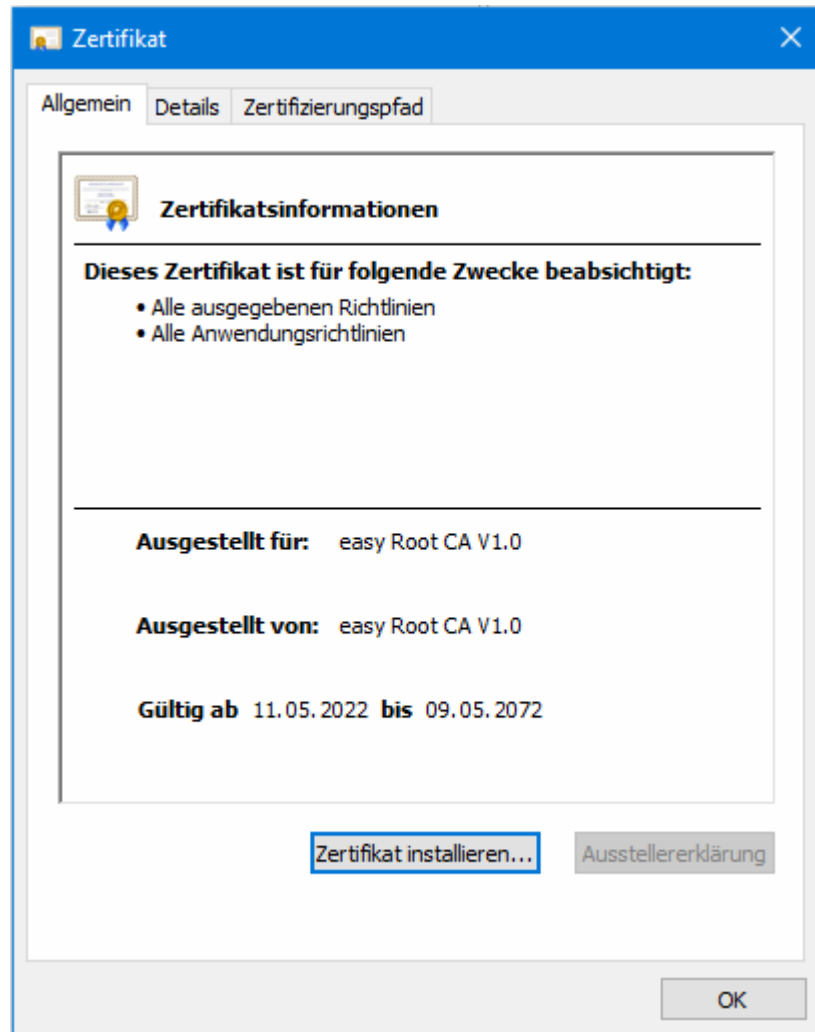 Zertifikat
Allgemein Details Zertifizierungspfad
Zertifikatsinformationen
Dieses Zertifikat ist für folgende Zwecke beabsichtigt:
• Alle ausgegebenen Richtlinien
• Alle Anwendungsrichtlinien
Ausgestellt für: easy Root CA V1.0
Ausgestellt von: easy Root CA V1.0
Gültig ab 11.05.2022 bis 09.05.2072
Zertifikat installieren... Ausstellererklärung
OK